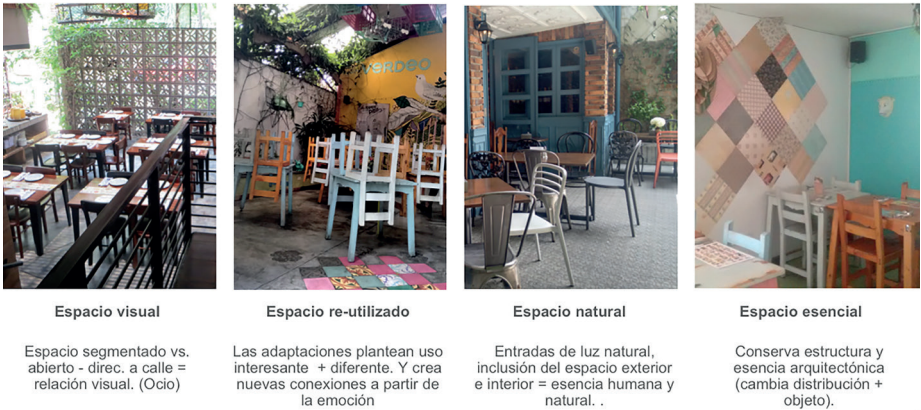 VERDEO
Espacio visual
Espacio segmentado vs.
abierto - direc. a calle =
relación visual. (Ocio)
Espacio re-utilizado
Las adaptaciones plantean uso
interesante + diferente. Y crea
nuevas conexiones a partir de
la emoción
Espacio natural
Entradas de luz natural,
inclusión del espacio exterior
e interior = esencia humana y
natural. .
Espacio esencial
Conserva estructura y
esencia arquitectónica
(cambia distribución +
objeto).